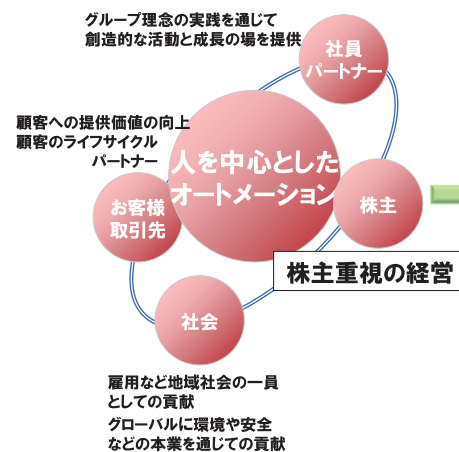 グループ理念の実践を通じて
創造的な活動と成長の場を提供
社員
パートナー
顧客への提供価値の向上
顧客のライフサイクル
パートナー
人を中心とした
オートメーション
お客様
取引先
株主
株主重視の経営
社会
雇用など地域社会の一員
としての貢献
グローバルに環境や安全
などの本業を通じての貢献